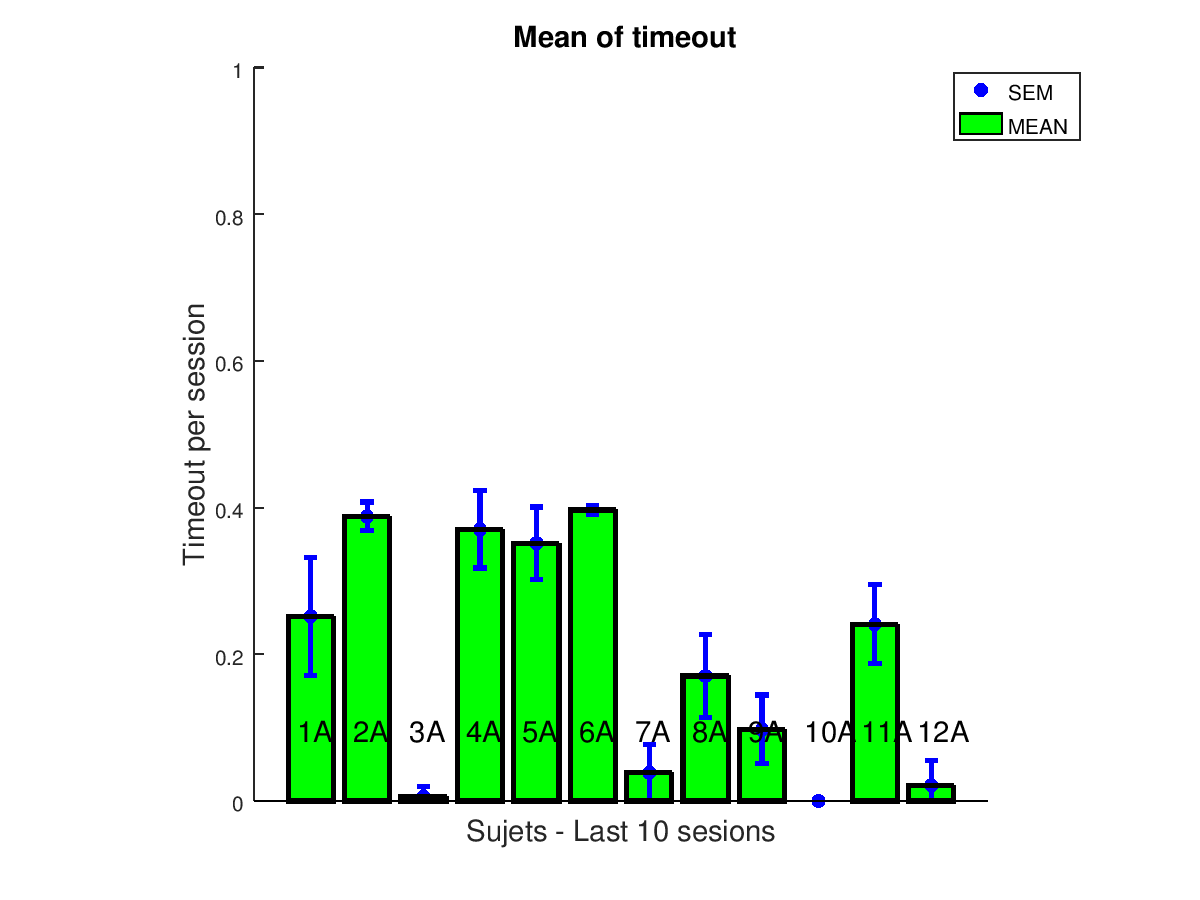 Mean of timeout
SEM
MEAN
Timeout per session
1
0.8
0.6
0.4
0.2
0
1A 2A 3A 4A 5A 6A 7A 8A 9A 10A 11A 12A
Sujets - Last 10 sesions